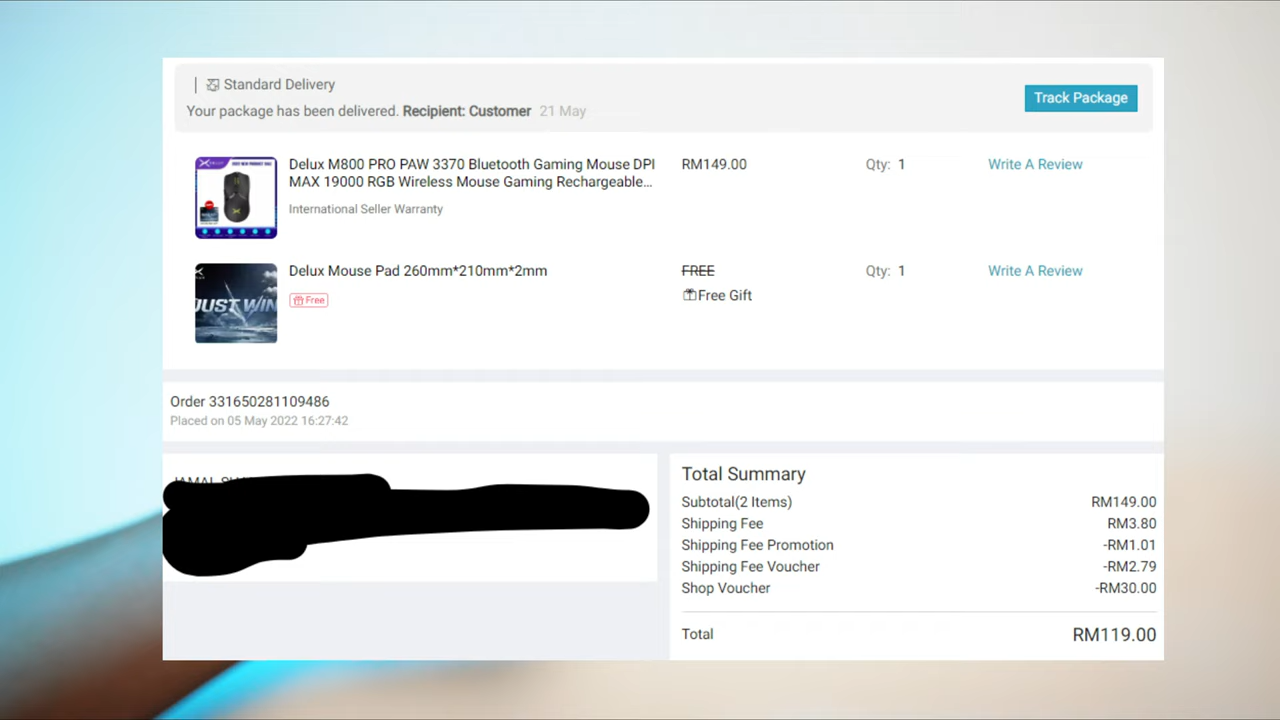 Standard Delivery
Your package has been delivered. Recipient: Customer 21 May
Track Package
Delux M800 PRO PAW 3370 Bluetooth Gaming Mouse DPI
MAX 19000 RGB Wireless Mouse Gaming Rechargeable...
RM149.00
Qty: 1
Write A Review
International Seller Warranty
JUST WIN
Delux Mouse Pad 260mm*210mm*2mm
Free
FREE
Free Gift
Qty: 1
Write A Review
Order 331650281109486
Placed on 05 May 2022 16:27:42
Total Summary
Subtotal(2 Items) RM149.00
Shipping Fee RM3.80
Shipping Fee Promotion -RM1.01
Shipping Fee Voucher -RM2.79
Shop Voucher -RM30.00
Total RM119.00